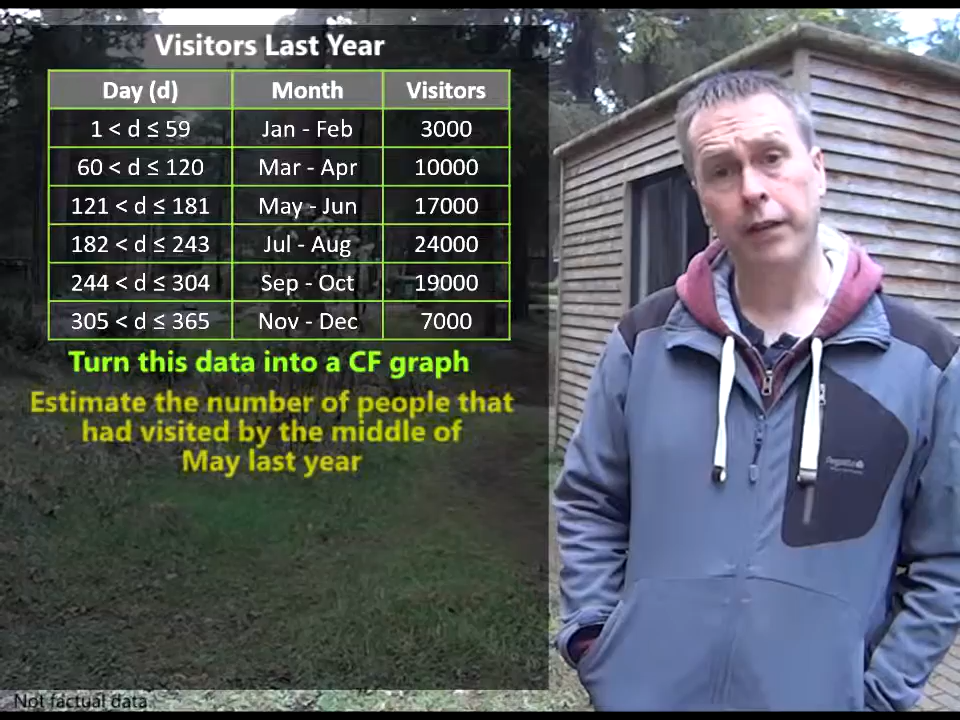 Visitors Last Year
Day (d) Month Visitors
1 < d ≤ 59 Jan - Feb 3000
60 < d ≤ 120 Mar - Apr 10000
121 < d ≤ 181 May - Jun 17000
182 < d ≤ 243 Jul - Aug 24000
244 < d ≤ 304 Sep - Oct 19000
305 < d ≤ 365 Nov - Dec 7000
Turn this data into a CF graph
Estimate the number of people that
had visited by the middle of
May last year
Regatta
Not factual data